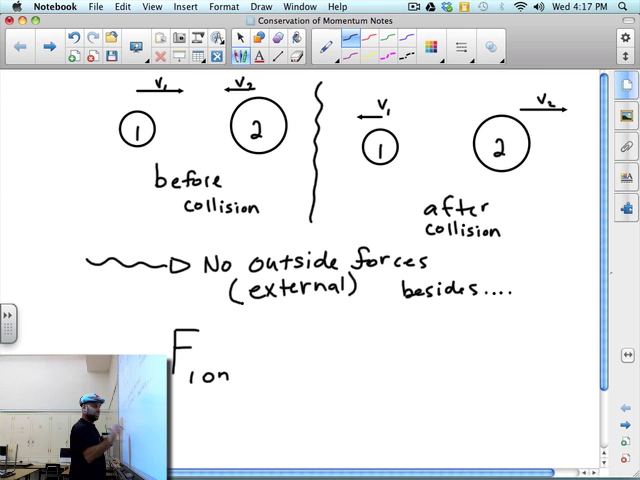 Notebook File Edit View Insert Format Draw Window Help Wed 4:17 PM
Conservation of Momentum Notes
V₁ V₂
1 2
before
collision
V₁ V₂
1 2
after
collision
No outside forces
(external) besides....
F₁ on